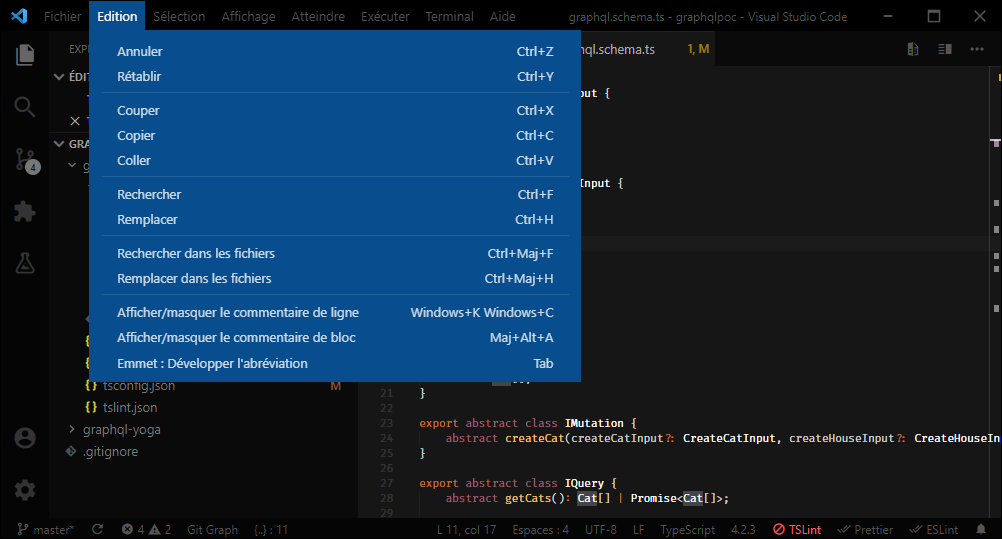 Fichier Edition Sélection Affichage Atteindre Exécuter Terminal Aide graphql.schema.ts - graphqlpoc - Visual Studio Code
Annuler Ctrl+Z
Rétablir Ctrl+Y
Couper Ctrl+X
Copier Ctrl+C
Coller Ctrl+V
Rechercher Ctrl+F
Remplacer Ctrl+H
Rechercher dans les fichiers Ctrl+Maj+F
Remplacer dans les fichiers Ctrl+Maj+H
Afficher/masquer le commentaire de ligne Windows+K Windows+C
Afficher/masquer le commentaire de bloc Maj+Alt+A
Emmet : Développer l'abréviation Tab
EXP
ÉDIT
GRA
g
4
{} tsconfig.json M
{} tslint.json
graphql-yoga
.gitignore
hql.schema.ts 1, M
ut {
Input {
21 }
22
23 export abstract class IMutation {
24 abstract createCat(createCatInput?: CreateCatInput, createHouseInput?: CreateHouseIn
25 }
26
27 export abstract class IQuery {
28 abstract getCats(): Cat[] | Promise<Cat[]>;
29
master* 4 2 Git Graph {..} : 11 L 11, col 17 Espaces : 4 UTF-8 LF TypeScript 4.2.3 TSLint Prettier ESLint